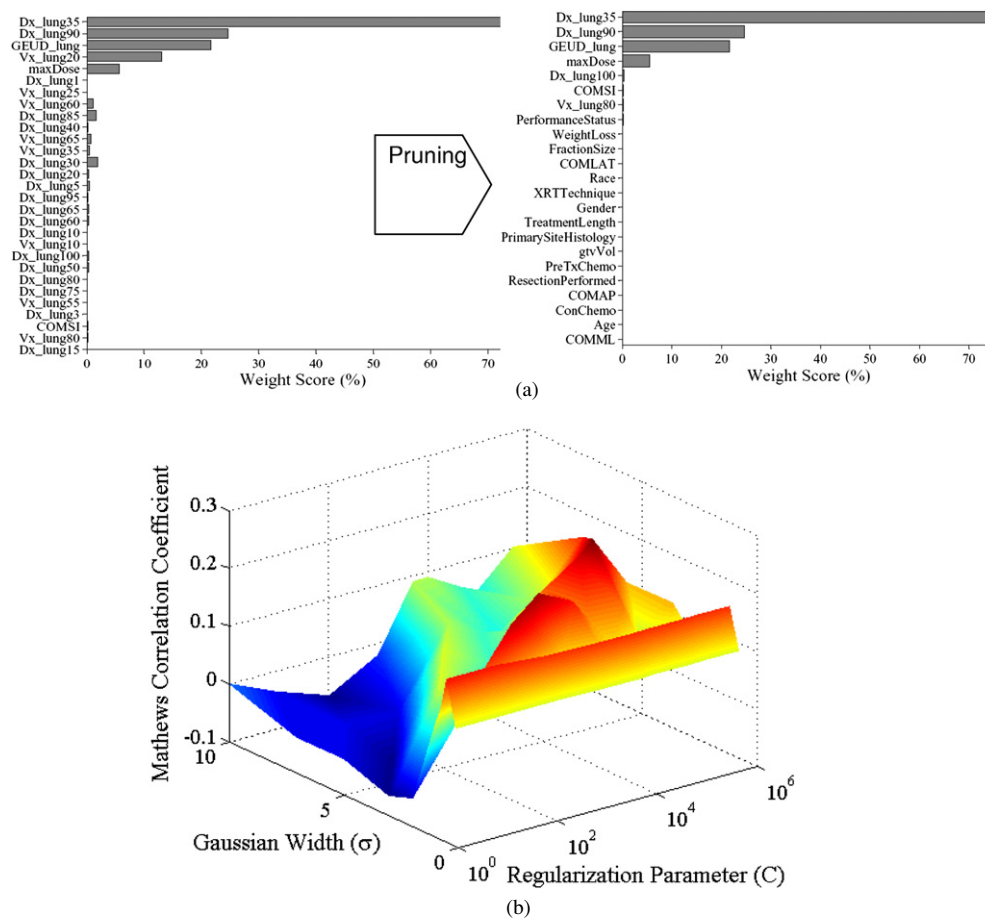 Dx_lung35
Dx_lung90
GEUD_lung
Vx_lung20
maxDose
Dx_lung1
Vx_lung25
Vx_lung60
Dx_lung85
Dx_lung40
Vx_lung65
Vx_lung35
Dx_lung30
Dx_lung20
Dx_lung5
Dx_lung95
Dx_lung65
Dx_lung60
Dx_lung10
Vx_lung10
Dx_lung100
Dx_lung50
Dx_lung80
Dx_lung75
Vx_lung55
Dx_lung3
COMSI
Vx_lung80
Dx_lung15
0 10 20 30 40 50 60 70
Weight Score (%)
Pruning
Dx_lung35
Dx_lung90
GEUD_lung
maxDose
Dx_lung100
COMSI
Vx_lung80
PerformanceStatus
WeightLoss
FractionSize
COMLAT
Race
XRTTechnique
Gender
TreatmentLength
PrimarySiteHistology
gtvVol
PreTxChemo
ResectionPerformed
COMAP
ConChemo
Age
COMML
0 10 20 30 40 50 60 70
Weight Score (%)
(a)
Mathews Correlation Coefficient
0.3
0.2
0.1
0
-0.1
10
5
0
Gaussian Width (σ)
10^0
10^2
10^4
10^6
Regularization Parameter (C)
(b)